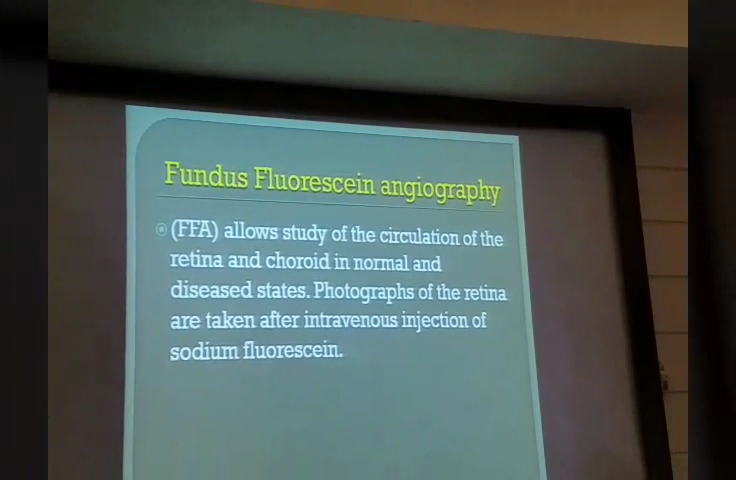 Fundus Fluorescein angiography
(FFA) allows study of the circulation of the
retina and choroid in normal and
diseased states. Photographs of the retina
are taken after intravenous injection of
sodium fluorescein.